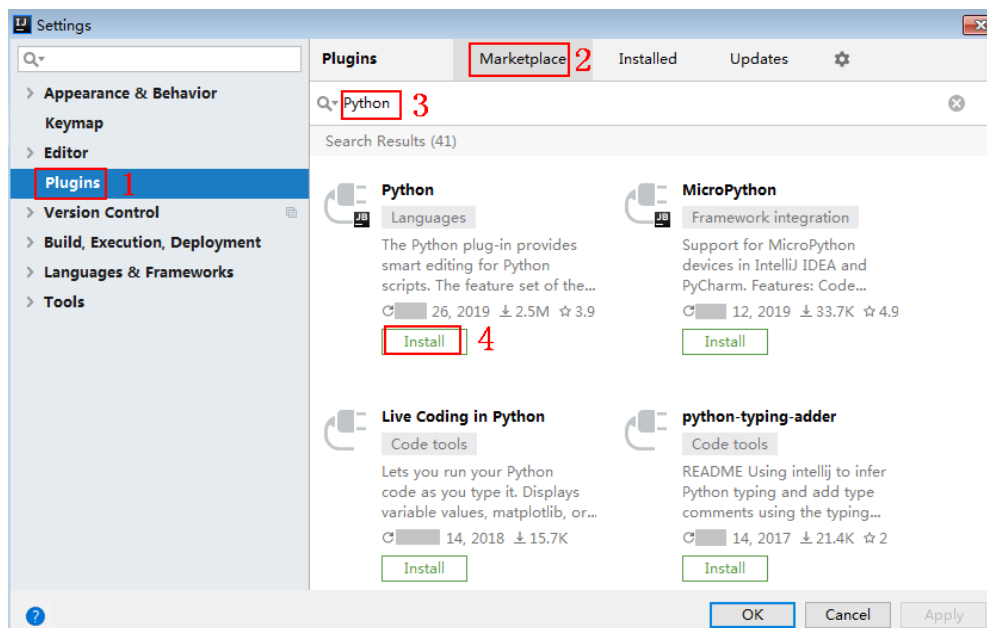 IJ Settings
Plugins
Marketplace 2 Installed Updates
Python 3
Search Results (41)
Appearance & Behavior
Keymap
Editor
Plugins 1
Version Control
Build, Execution, Deployment
Languages & Frameworks
Tools
Python
JB Languages
The Python plug-in provides
smart editing for Python
scripts. The feature set of the...
26, 2019 2.5M 3.9
Install 4
MicroPython
JB Framework integration
Support for MicroPython
devices in IntelliJ IDEA and
PyCharm. Features: Code...
12, 2019 33.7K 4.9
Install
Live Coding in Python
Code tools
Lets you run your Python
code as you type it. Displays
variable values, matplotlib, or...
14, 2018 15.7K
Install
python-typing-adder
Code tools
README Using intellij to infer
Python typing and add type
comments using the typing...
14, 2017 21.4K 2
Install
?
OK Cancel Apply